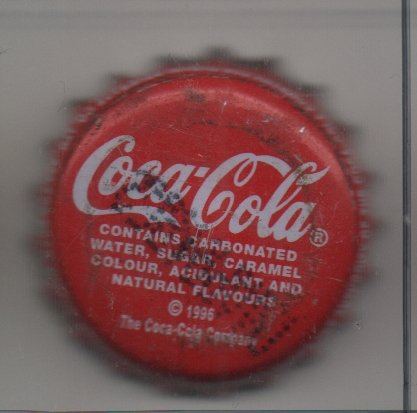 Coca-Cola®
CONTAINS CARBONATED
WATER, SUGAR, CARAMEL
COLOUR, ACIDULANT AND
NATURAL FLAVOURS
© 1996
The Coca-Cola Company